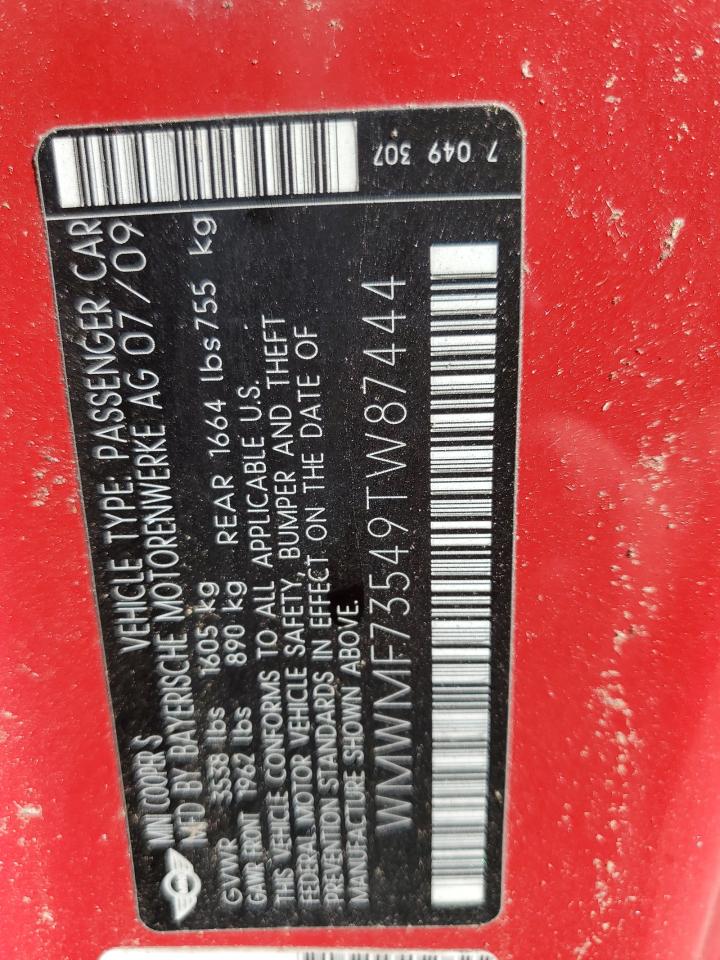 MINI COOPER S VEHICLE TYPE: PASSENGER CAR
MFD BY BAYERISCHE MOTORENWERKE AG 07/09
GVWR 3538 lbs 1605 kg
GAWR FRONT 1962 lbs 890 kg REAR 1664 lbs 755 kg
THIS VEHICLE CONFORMS TO ALL APPLICABLE U.S.
FEDERAL MOTOR VEHICLE SAFETY, BUMPER AND THEFT
PREVENTION STANDARDS IN EFFECT ON THE DATE OF
MANUFACTURE SHOWN ABOVE.
WMWMF73549TW87444
7 049 307